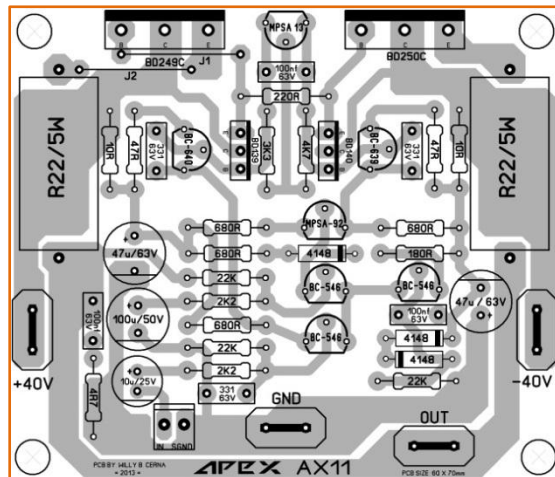 MPSA 13
B C E
B C E
BD249C J1
BD250C
J2
100nf 63V
220R
R22/5W
10R
47R
331 63V
BC-640
BD139
3K3
4K7
BD140
BC-639
331 63V
47R
10R
R22/5W
MPSA-92
680R
680R
4148
680R
180R
47u/63V
22K
BC-546
BC-546
47u/63V
100nf 63V
100u/50V
2K2
680R
BC-546
100nf 63V
4148
22K
4148
+40V
-40V
10u/25V
2K2
22K
4R7
331 63V
GND
OUT
IN SGND
PCB BY WILLY B. CERNA
= 2013 =
APEX AX11
PCB SIZE 60 X 70mm